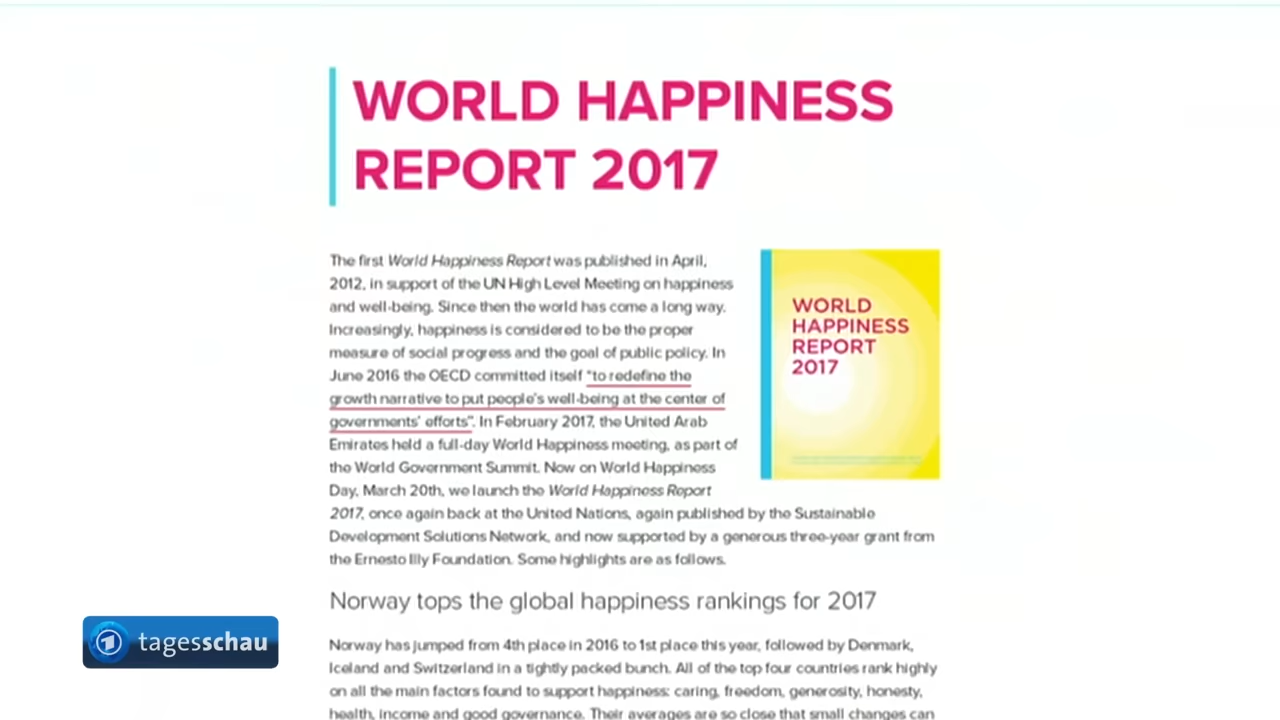 WORLD HAPPINESS
REPORT 2017
The first World Happiness Report was published in April,
2012, in support of the UN High Level Meeting on happiness
and well-being. Since then the world has come a long way.
Increasingly, happiness is considered to be the proper
measure of social progress and the goal of public policy. In
June 2016 the OECD committed itself "to redefine the
growth narrative to put people's well-being at the center of
governments' efforts". In February 2017, the United Arab
Emirates held a full-day World Happiness meeting, as part of
the World Government Summit. Now on World Happiness
Day, March 20th, we launch the World Happiness Report
2017, once again back at the United Nations, again published by the Sustainable
Development Solutions Network, and now supported by a generous three-year grant from
the Ernesto Illy Foundation. Some highlights are as follows.
WORLD
HAPPINESS
REPORT
2017
Norway tops the global happiness rankings for 2017
Norway has jumped from 4th place in 2016 to 1st place this year, followed by Denmark,
Iceland and Switzerland in a tightly packed bunch. All of the top four countries rank highly
on all the main factors found to support happiness: caring, freedom, generosity, honesty,
health, income and good governance. Their averages are so close that small changes can
1 tagesschau